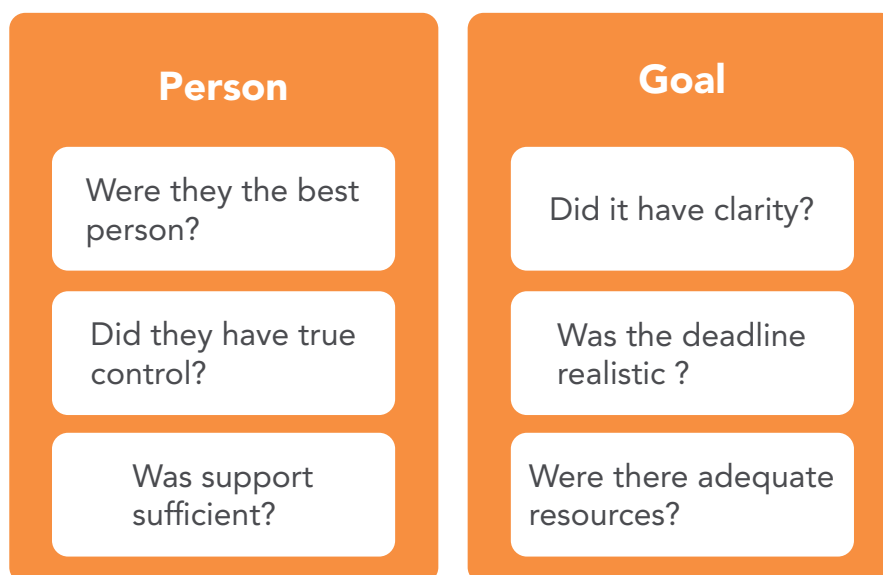 Person
Were they the best
person?
Did they have true
control?
Was support
sufficient?
Goal
Did it have clarity?
Was the deadline
realistic ?
Were there adequate
resources?